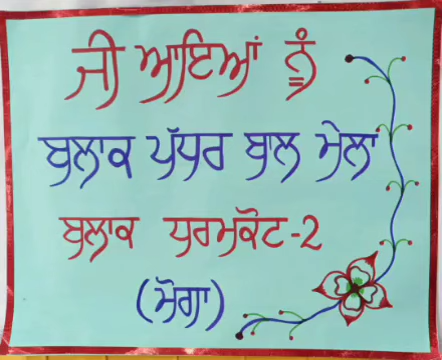 ਜੀ ਆਇਆਂ ਨੂੰ
ਬਲਾਕ ਪੱਧਰ ਬਾਲ ਮੇਲਾ
ਬਲਾਕ ਧਰਮਕੋਟ-2
(ਮੋਗਾ)